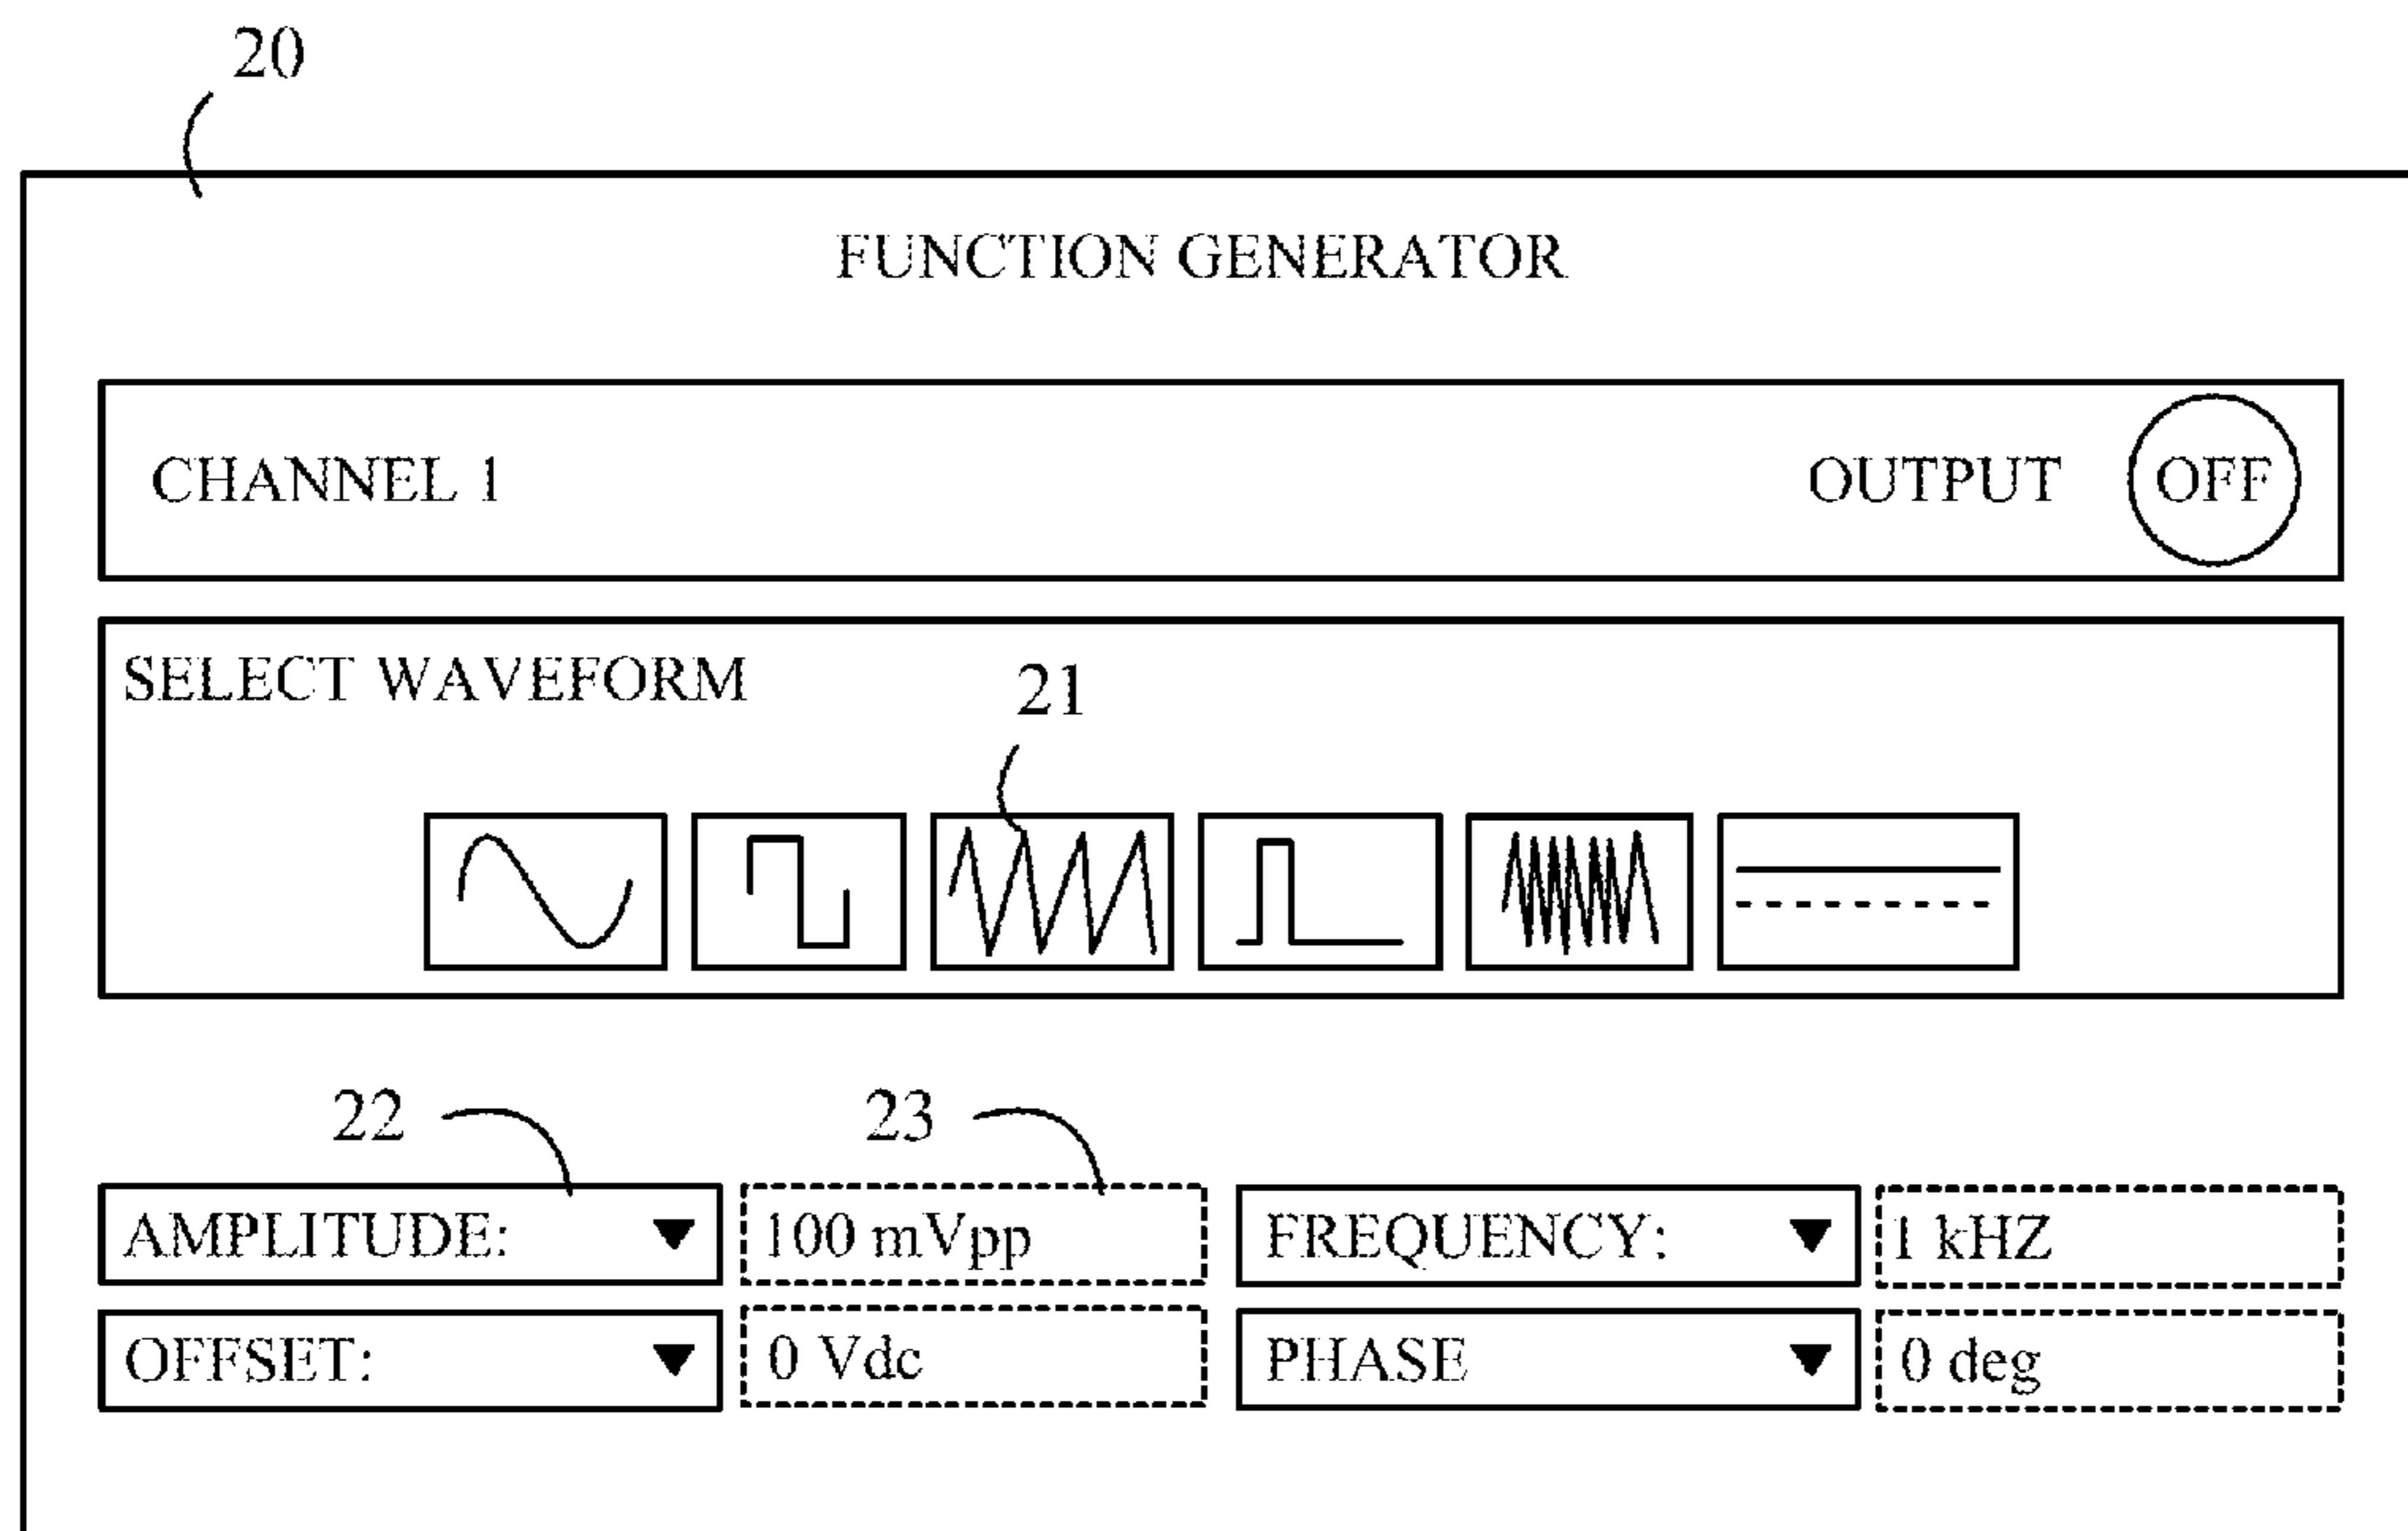 20
FUNCTION GENERATOR
CHANNEL 1 OUTPUT OFF
SELECT WAVEFORM
21
22 23
AMPLITUDE: 100 mVpp FREQUENCY: 1 kHZ
OFFSET: 0 Vdc PHASE 0 deg